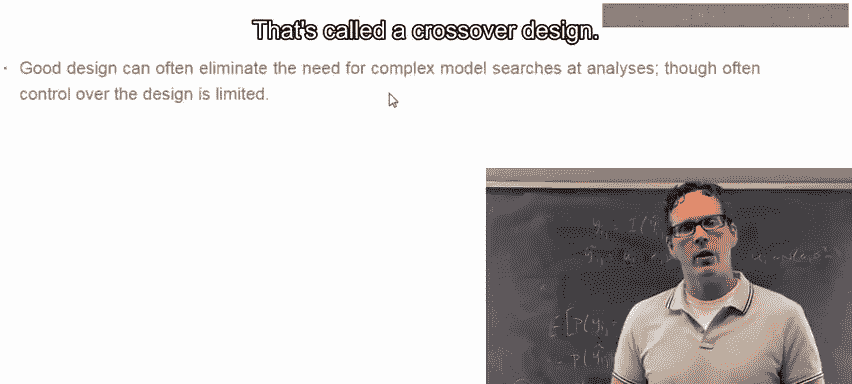 That's called a crossover design.
· Good design can often eliminate the need for complex model searches at analyses; though often
control over the design is limited.